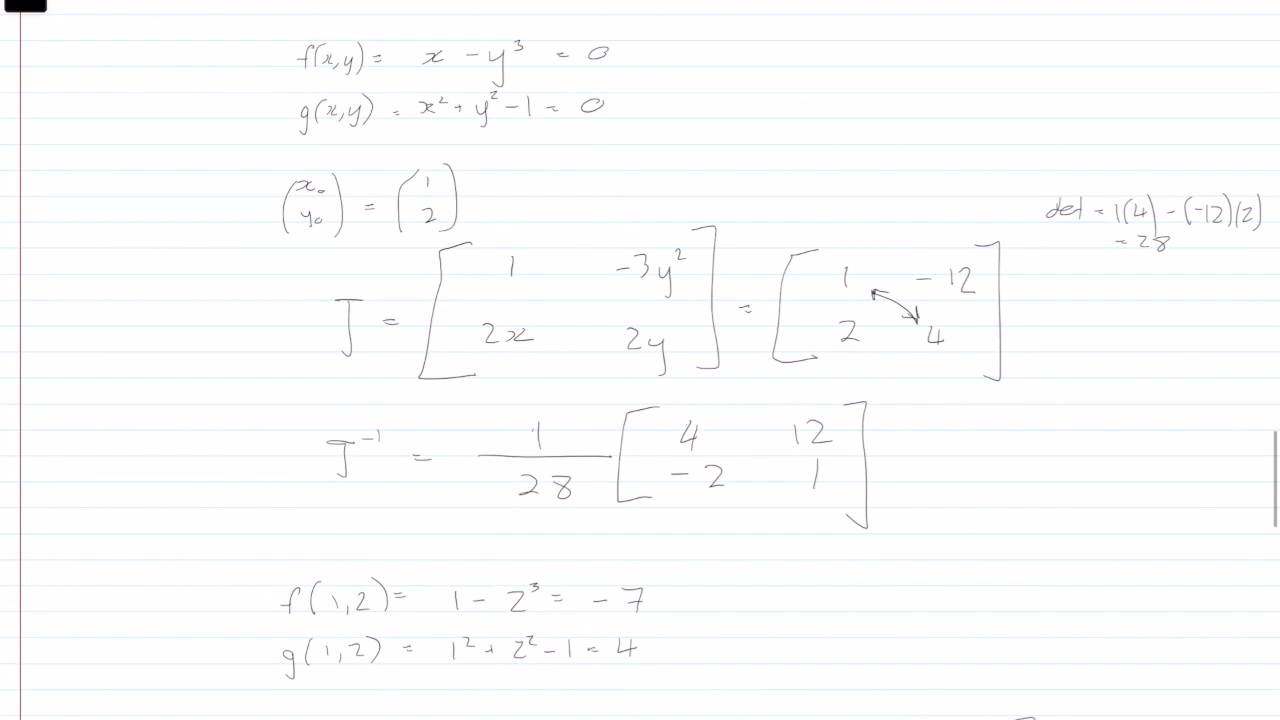 f(x,y) = x - y³ = 0
g(x,y) = x² + y² - 1 = 0
(x₀ y₀) = (1 2)
det = 1(4) - (-12)(2)
= 28
J = [1 -3y² 2x 2y] = [1 -12 2 4]
J⁻¹ = 1/28 [4 12 -2 1]
f(1,2) = 1 - 2³ = -7
g(1,2) = 1² + 2² - 1 = 4